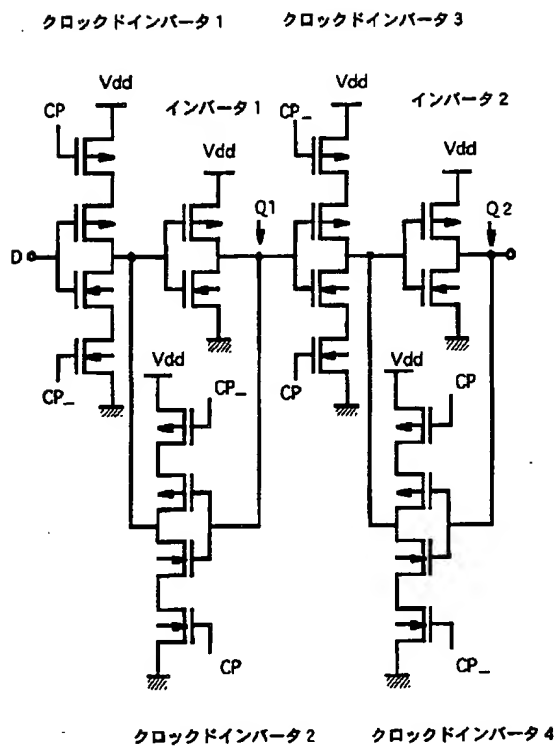 クロックドインバータ1 クロックドインバータ3
Vdd Vdd
CP インバータ1 CP_ インバータ2
Vdd Vdd
Q1 Q2
D
Vdd Vdd
CP_ CP_ CP CP
CP CP_
クロックドインバータ2 クロックドインバータ4